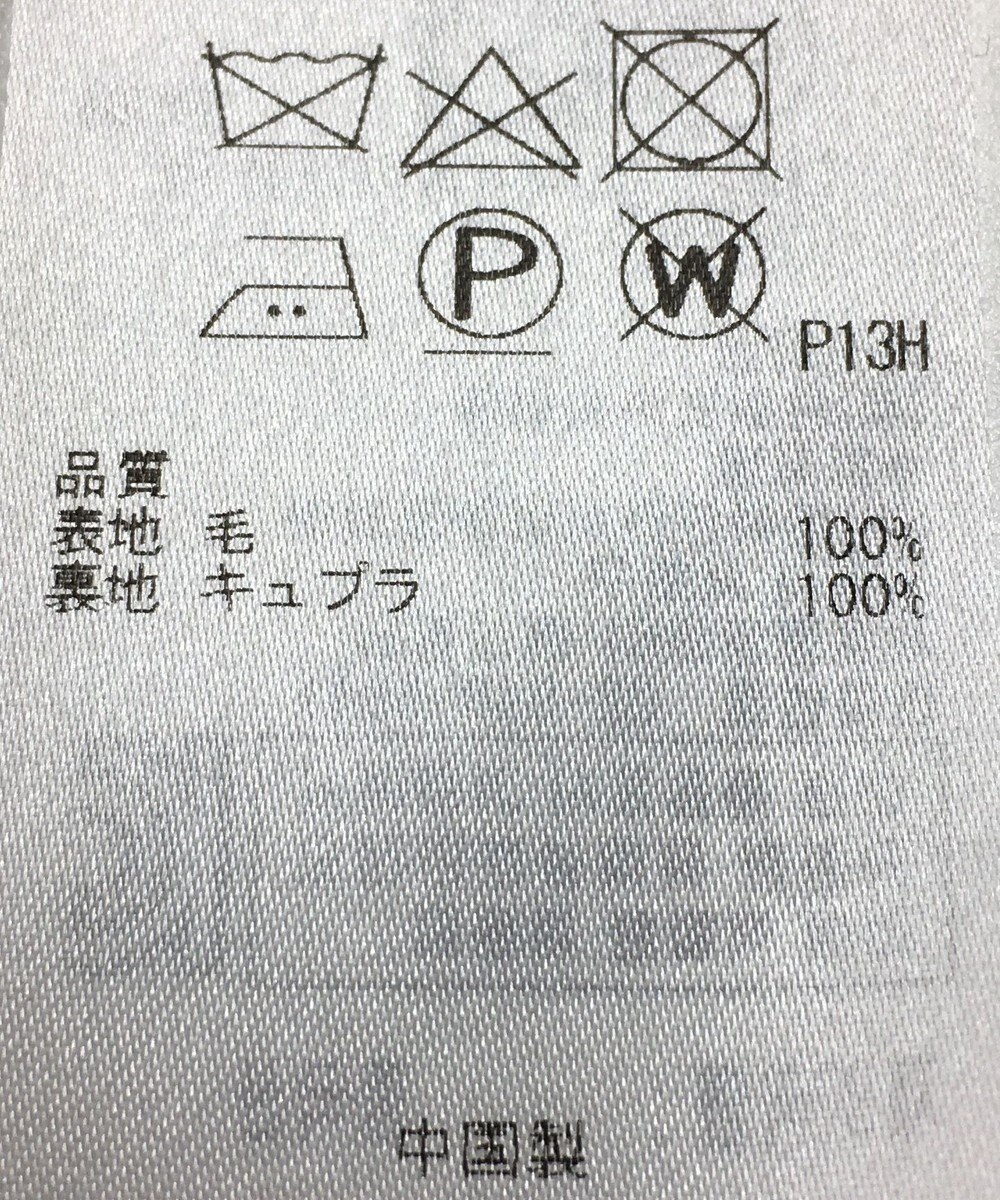 P
W
P13H
品質
表地 毛 100%
裏地 キュプラ 100%
中国製